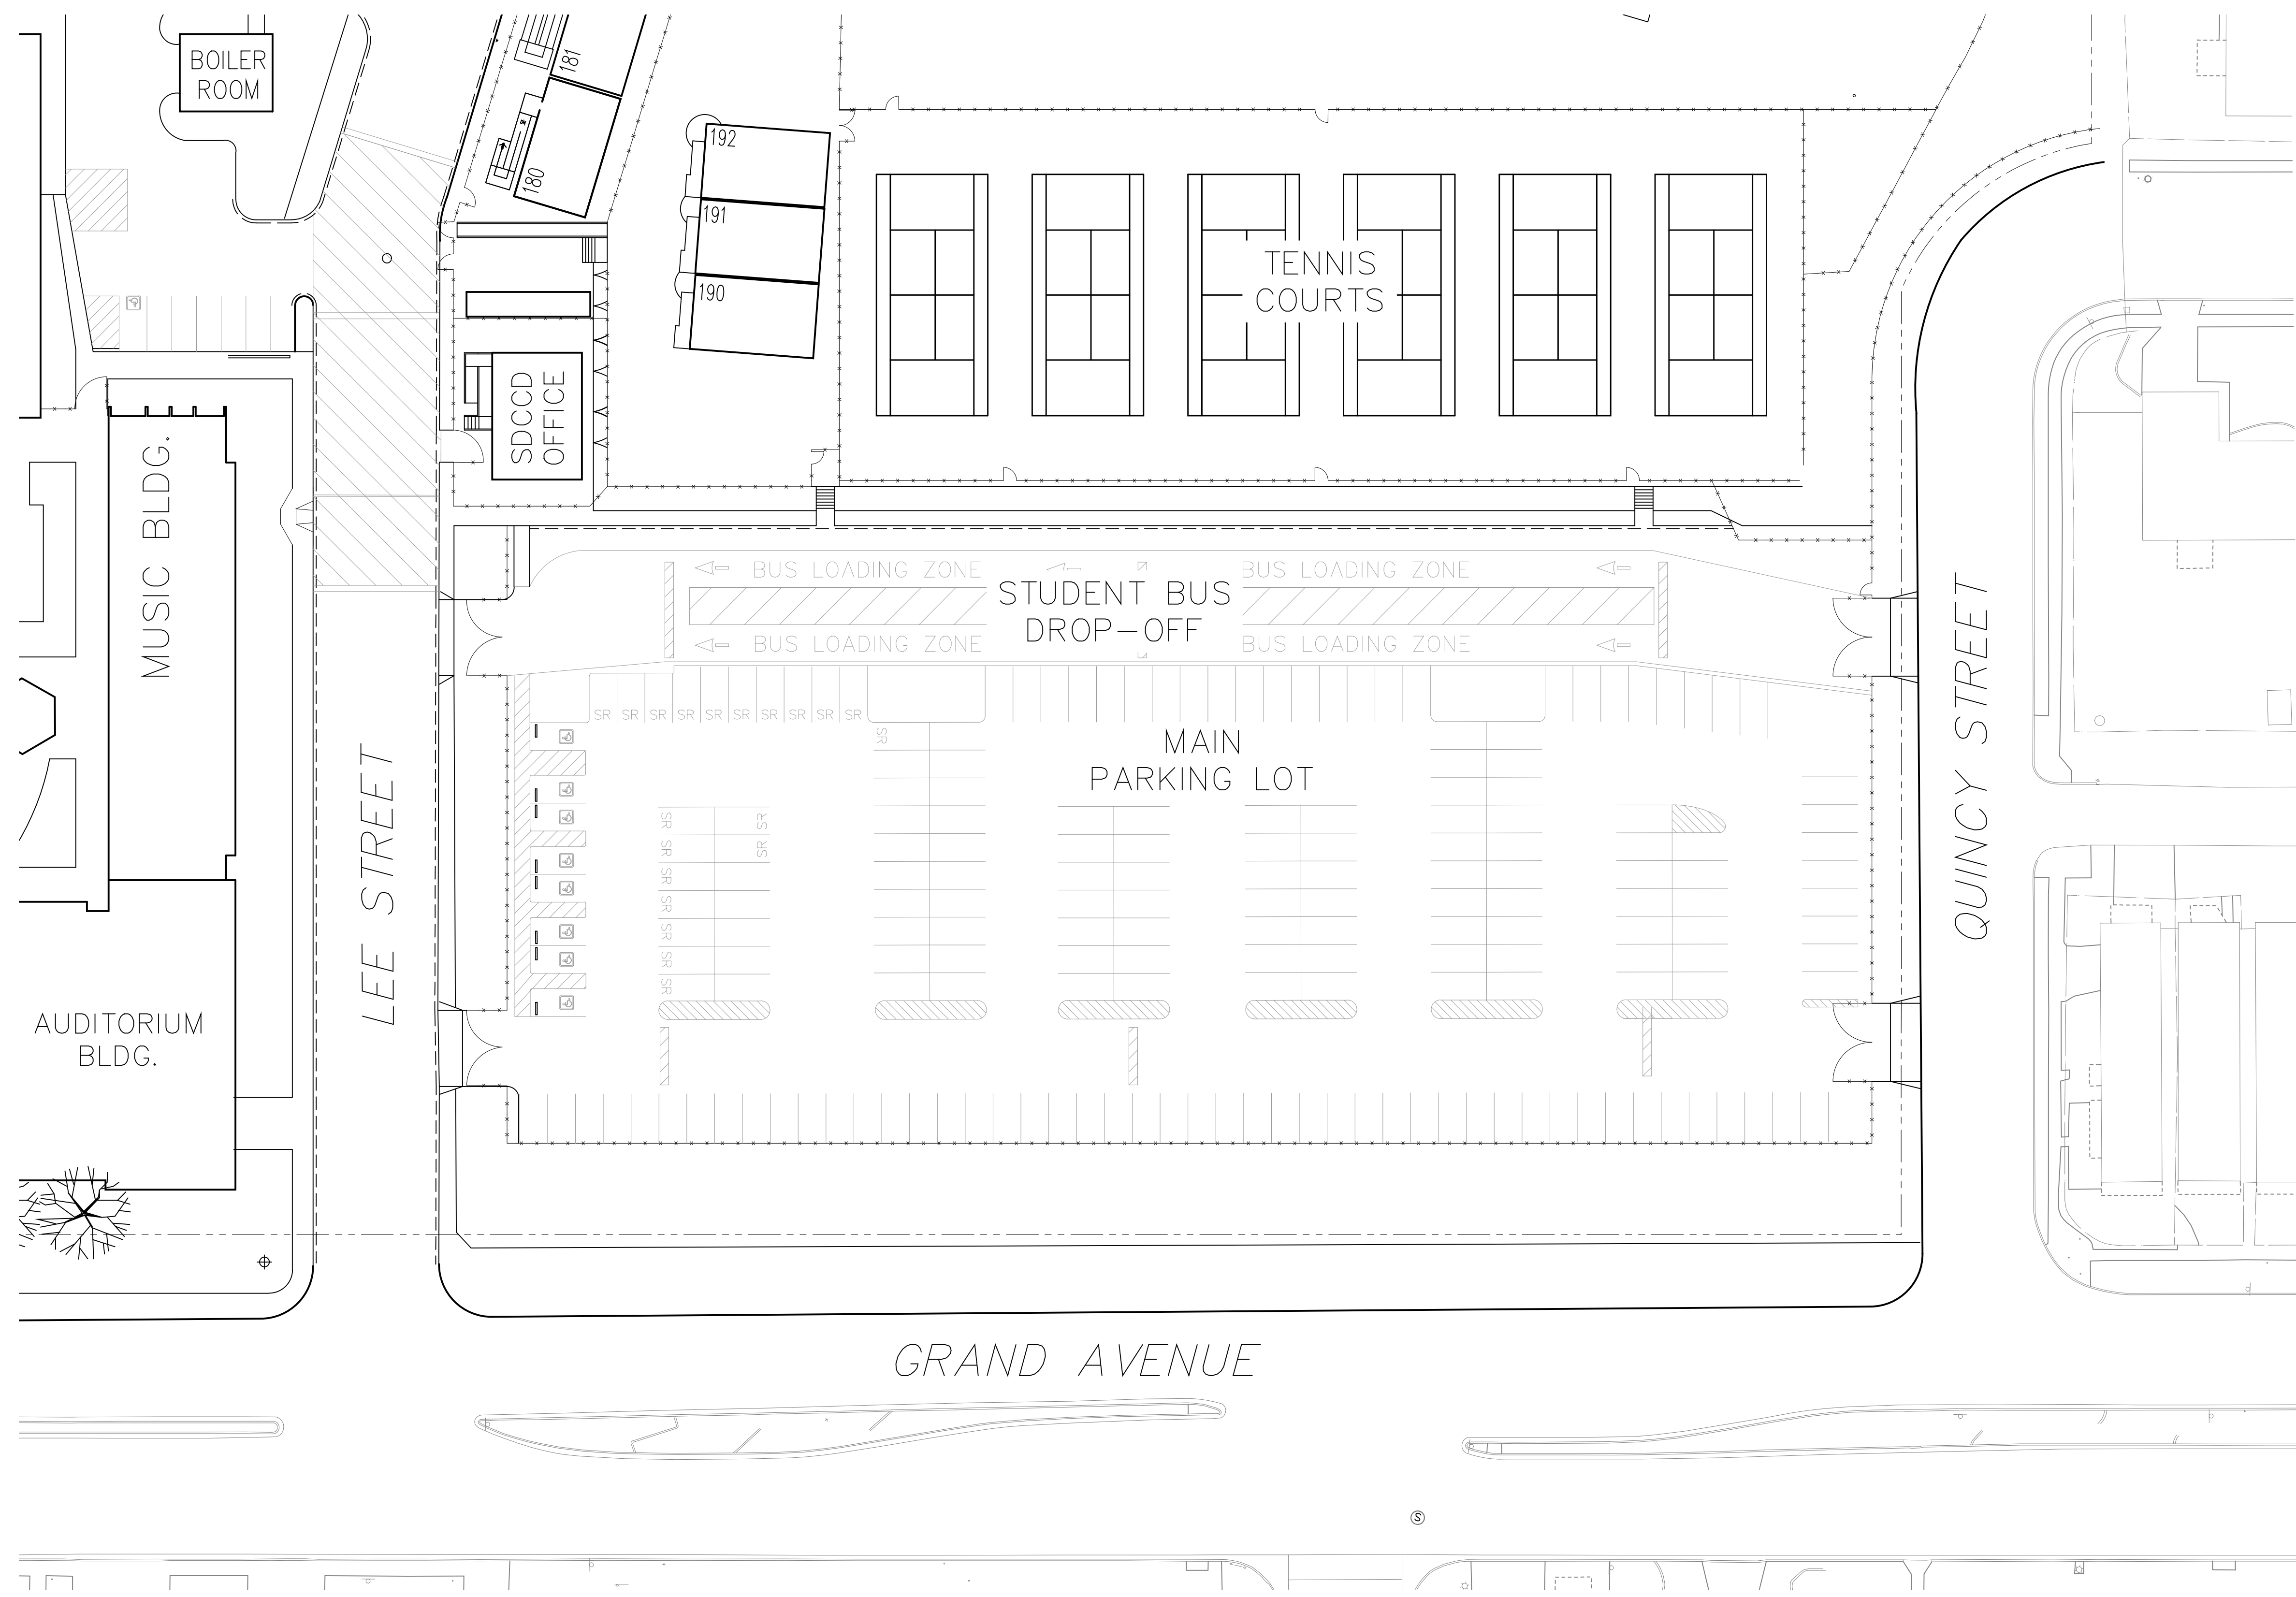 BOILER
ROOM
181
180
192
191
190
TENNIS
COURTS
SDCCD
OFFICE
MUSIC BLDG.
BUS LOADING ZONE
BUS LOADING ZONE
STUDENT BUS
DROP-OFF
BUS LOADING ZONE
BUS LOADING ZONE
QUINCY STREET
SR SR SR SR SR SR SR SR SR SR
SR
MAIN
PARKING LOT
LEE STREET
SR
SR
SR
SR
SR
SR
SR
SR
SR
AUDITORIUM
BLDG.
GRAND AVENUE
S